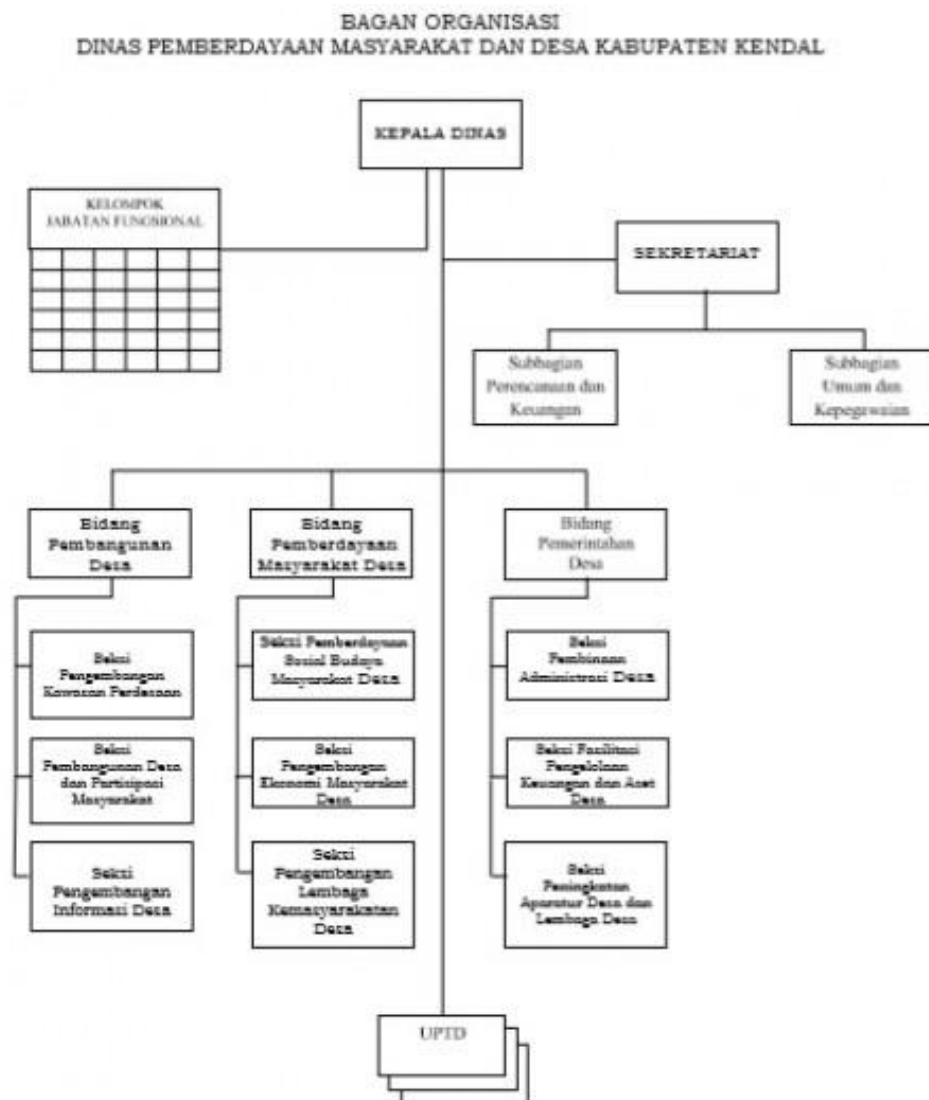 BAGAN ORGANISASI
DINAS PEMBERDAYAAN MASYARAKAT DAN DESA KABUPATEN KENDAL
KEPALA DINAS
KELOMPOK
JABATAN FUNGSIONAL
SEKRETARIAT
Subbagian
Perencanaan dan
Keuangan
Subbagian
Umum dan
Kepegawaian
Bidang
Pembangunan
Desa
Bidang
Pemberdayaan
Masyarakat Desa
Bidang
Pemerintahan
Desa
Seksi
Pengembangan
Kawasan Perdesaan
Seksi
Pembangunan Desa
dan Partisipasi
Masyarakat
Seksi
Pengembangan
Informasi Desa
Seksi Pemberdayaan
Sosial Budaya
Masyarakat Desa
Seksi
Pengembangan
Ekonomi Masyarakat
Desa
Seksi
Pengembangan
Lembaga
Kemasyarakatan
Desa
Seksi
Pembinaan
Administrasi Desa
Seksi Fasilitasi
Pengelolaan
Keuangan dan Aset
Desa
Seksi
Peningkatan
Aparatur Desa dan
Lembaga Desa
UPTD